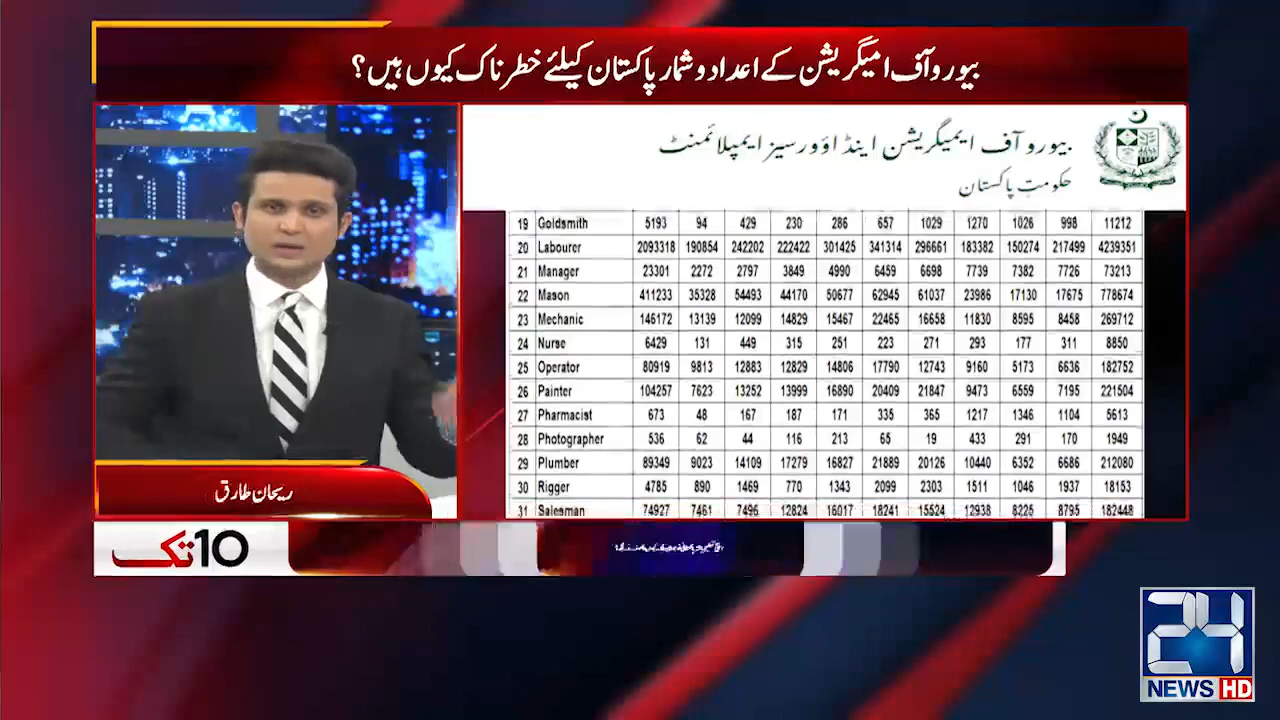 بیورو آف امیگریشن کے اعداد و شمار پاکستان کیلئے خطرناک کیوں ہیں؟
بیورو آف ایمیگریشن اینڈ اوورسیز ایمپلائمنٹ
حکومت پاکستان
19 Goldsmith 5193 94 429 230 286 657 1029 1270 1026 998 11212
20 Labourer 2093318 190854 242202 222422 301425 341314 296661 183382 150274 217499 4239351
21 Manager 23301 2272 2797 3849 4990 6459 6698 7739 7382 7726 73213
22 Mason 411233 35328 54493 44170 50677 62945 61037 23986 17130 17675 778674
23 Mechanic 146172 13139 12099 14829 15467 22465 16658 11830 8595 8458 269712
24 Nurse 6429 131 449 315 251 223 271 293 177 311 8850
25 Operator 80919 9813 12883 12829 14806 17790 12743 9160 5173 6636 182752
26 Painter 104257 7623 13252 13999 16890 20409 21847 9473 6559 7195 221504
27 Pharmacist 673 48 167 187 171 335 365 1217 1346 1104 5613
28 Photographer 536 62 44 116 213 65 19 433 291 170 1949
29 Plumber 89349 9023 14109 17279 16827 21889 20126 10440 6352 6686 212080
30 Rigger 4785 890 1469 770 1343 2099 2303 1511 1046 1937 18153
31 Salesman 74927 7461 7496 12824 16017 18241 15524 12938 8225 8795 182448
ریحان طارق
10 تک
24
NEWS HD